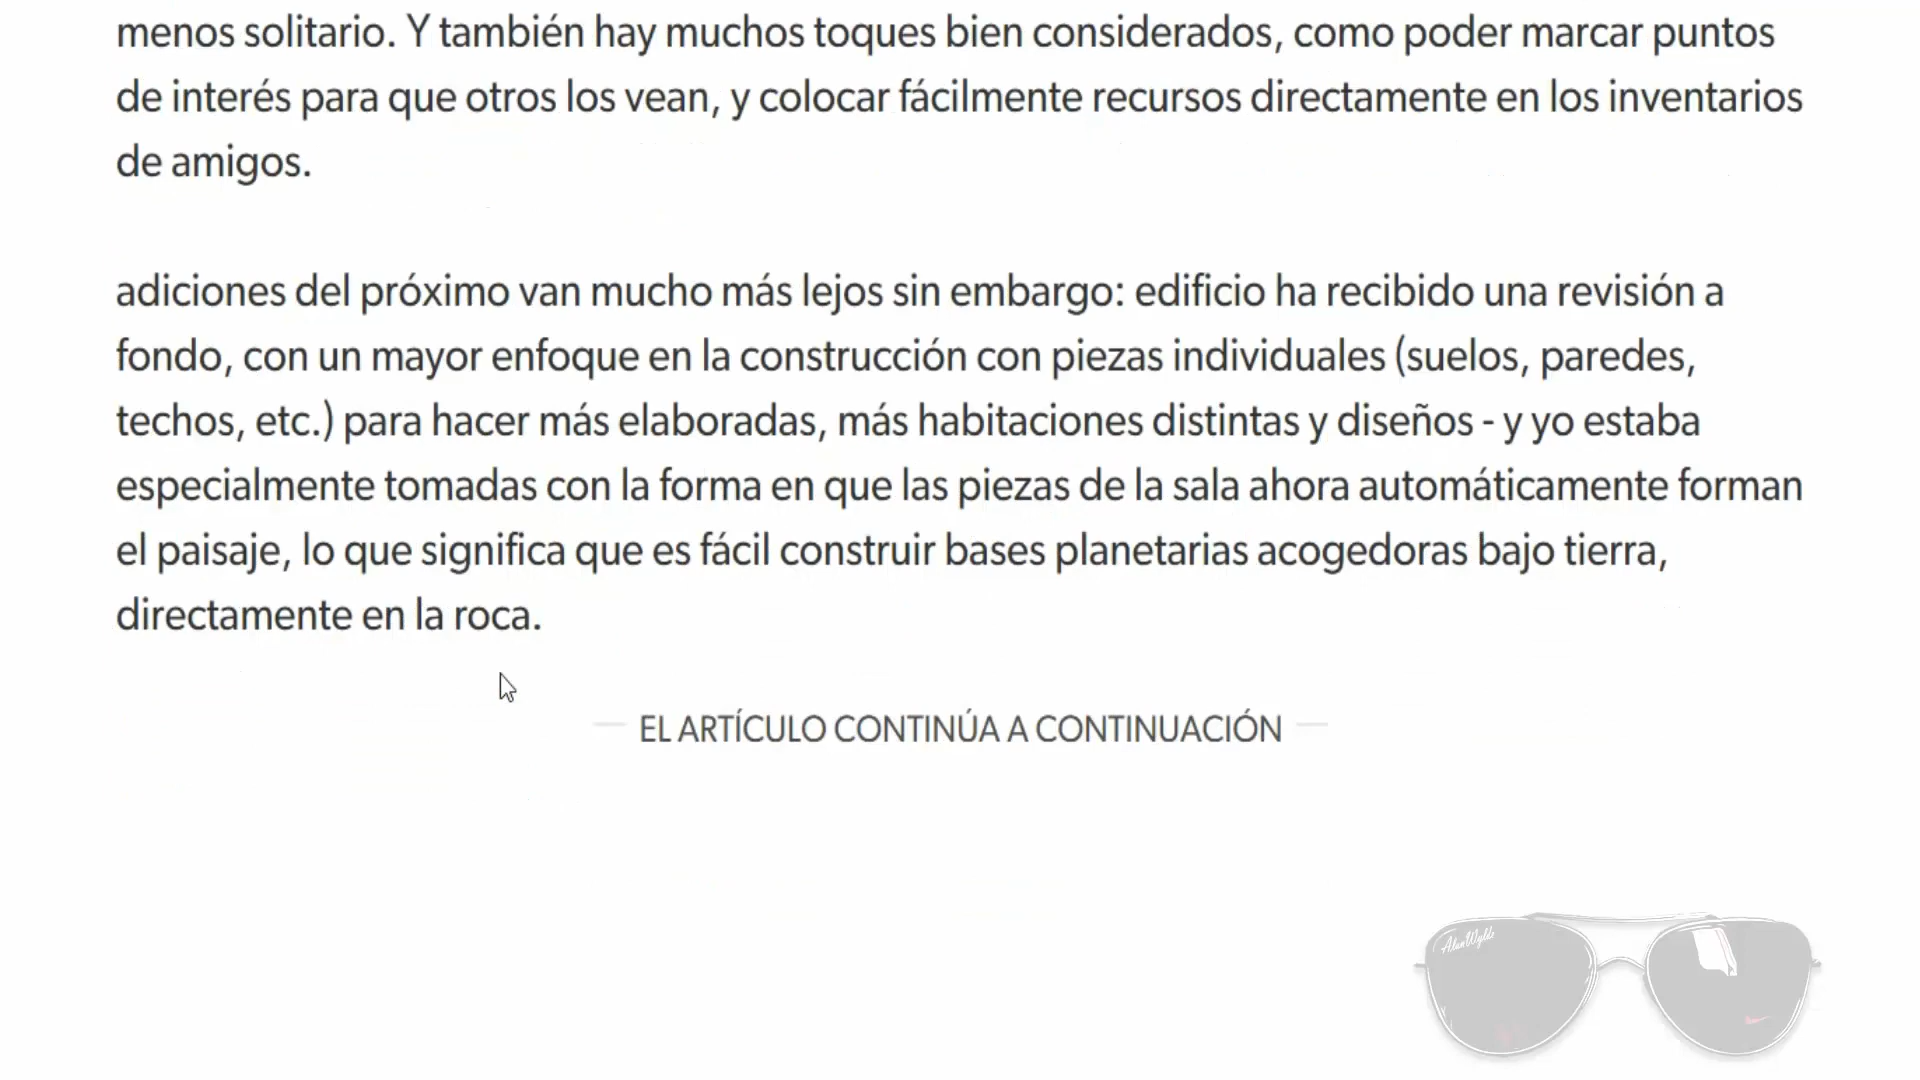 menos solitario. Y también hay muchos toques bien considerados, como poder marcar puntos
de interés para que otros los vean, y colocar fácilmente recursos directamente en los inventarios
de amigos.
adiciones del próximo van mucho más lejos sin embargo: edificio ha recibido una revisión a
fondo, con un mayor enfoque en la construcción con piezas individuales (suelos, paredes,
techos, etc.) para hacer más elaboradas, más habitaciones distintas y diseños - y yo estaba
especialmente tomadas con la forma en que las piezas de la sala ahora automáticamente forman
el paisaje, lo que significa que es fácil construir bases planetarias acogedoras bajo tierra,
directamente en la roca.
EL ARTÍCULO CONTINÚA A CONTINUACIÓN
AlanWylde